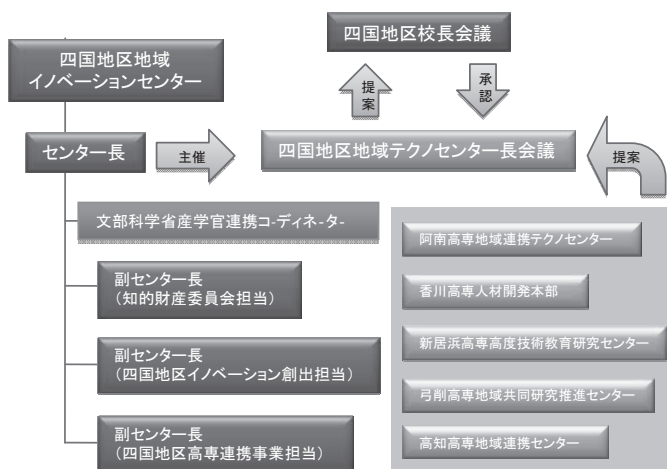 四国地区地域
イノベーションセンター
四国地区校長会議
提案
承認
センター長
主催
四国地区地域テクノセンター長会議
提案
文部科学省産学官連携コ-ディネ-タ-
副センター長
(知的財産委員会担当)
副センター長
(四国地区イノベーション創出担当)
副センター長
(四国地区高専連携事業担当)
阿南高専地域連携テクノセンター
香川高専人材開発本部
新居浜高専高度技術教育研究センター
弓削高専地域共同研究推進センター
高知高専地域連携センター